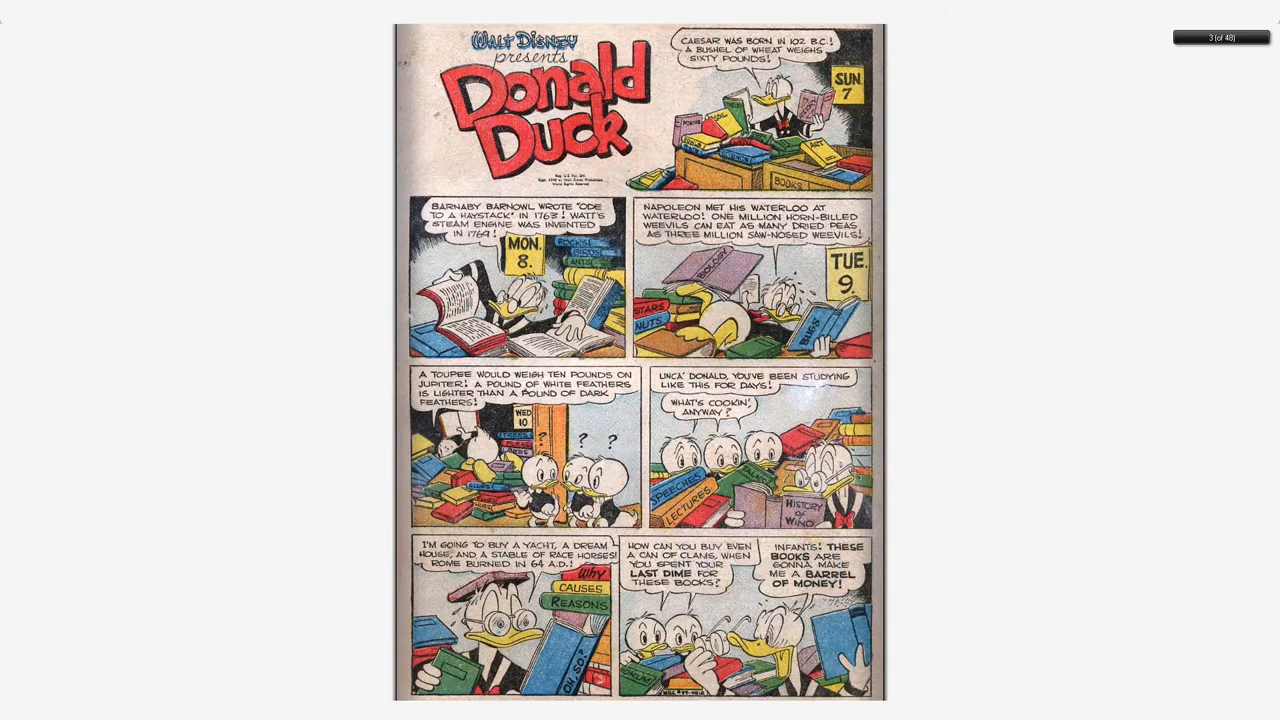 3 (of 48)
WALT DISNEY
presents
Donald
Duck
CAESAR WAS BORN IN 102 B.C.!
A BUSHEL OF WHEAT WEIGHS
SIXTY POUNDS!
SUN.
7
ART
BOOKS
BARNABY BARNOWL WROTE "ODE
TO A HAYSTACK" IN 1763! WATT'S
STEAM ENGINE WAS INVENTED
IN 1769!
MON.
8.
ROCKS!
BIRDS
ANTS
NAPOLEON MET HIS WATERLOO AT
WATERLOO! ONE MILLION HORN-BILLED
WEEVILS CAN EAT AS MANY DRIED PEAS
AS THREE MILLION SAW-NOSED WEEVILS!
BIOLOGY
TUE.
9.
STARS
NUTS
BUGS
A TOUPEE WOULD WEIGH TEN POUNDS ON
JUPITER! A POUND OF WHITE FEATHERS
IS LIGHTER THAN A POUND OF DARK
FEATHERS!
WED
10
TREES
? ? ?
UNCA' DONALD, YOU'VE BEEN STUDYING
LIKE THIS FOR DAYS!
WHAT'S COOKIN',
ANYWAY?
SPEECHES
LECTURES
HISTORY
OF
WIND
I'M GOING TO BUY A YACHT, A DREAM
HOUSE, AND A STABLE OF RACE HORSES!
ROME BURNED IN 64 A.D.!
WHY
CAUSES
REASONS
OH, SO?
HOW CAN YOU BUY EVEN
A CAN OF CLAMS, WHEN
YOU SPENT YOUR
LAST DIME FOR
THESE BOOKS?
INFANTS! THESE
BOOKS ARE
GONNA MAKE
ME A BARREL
OF MONEY!